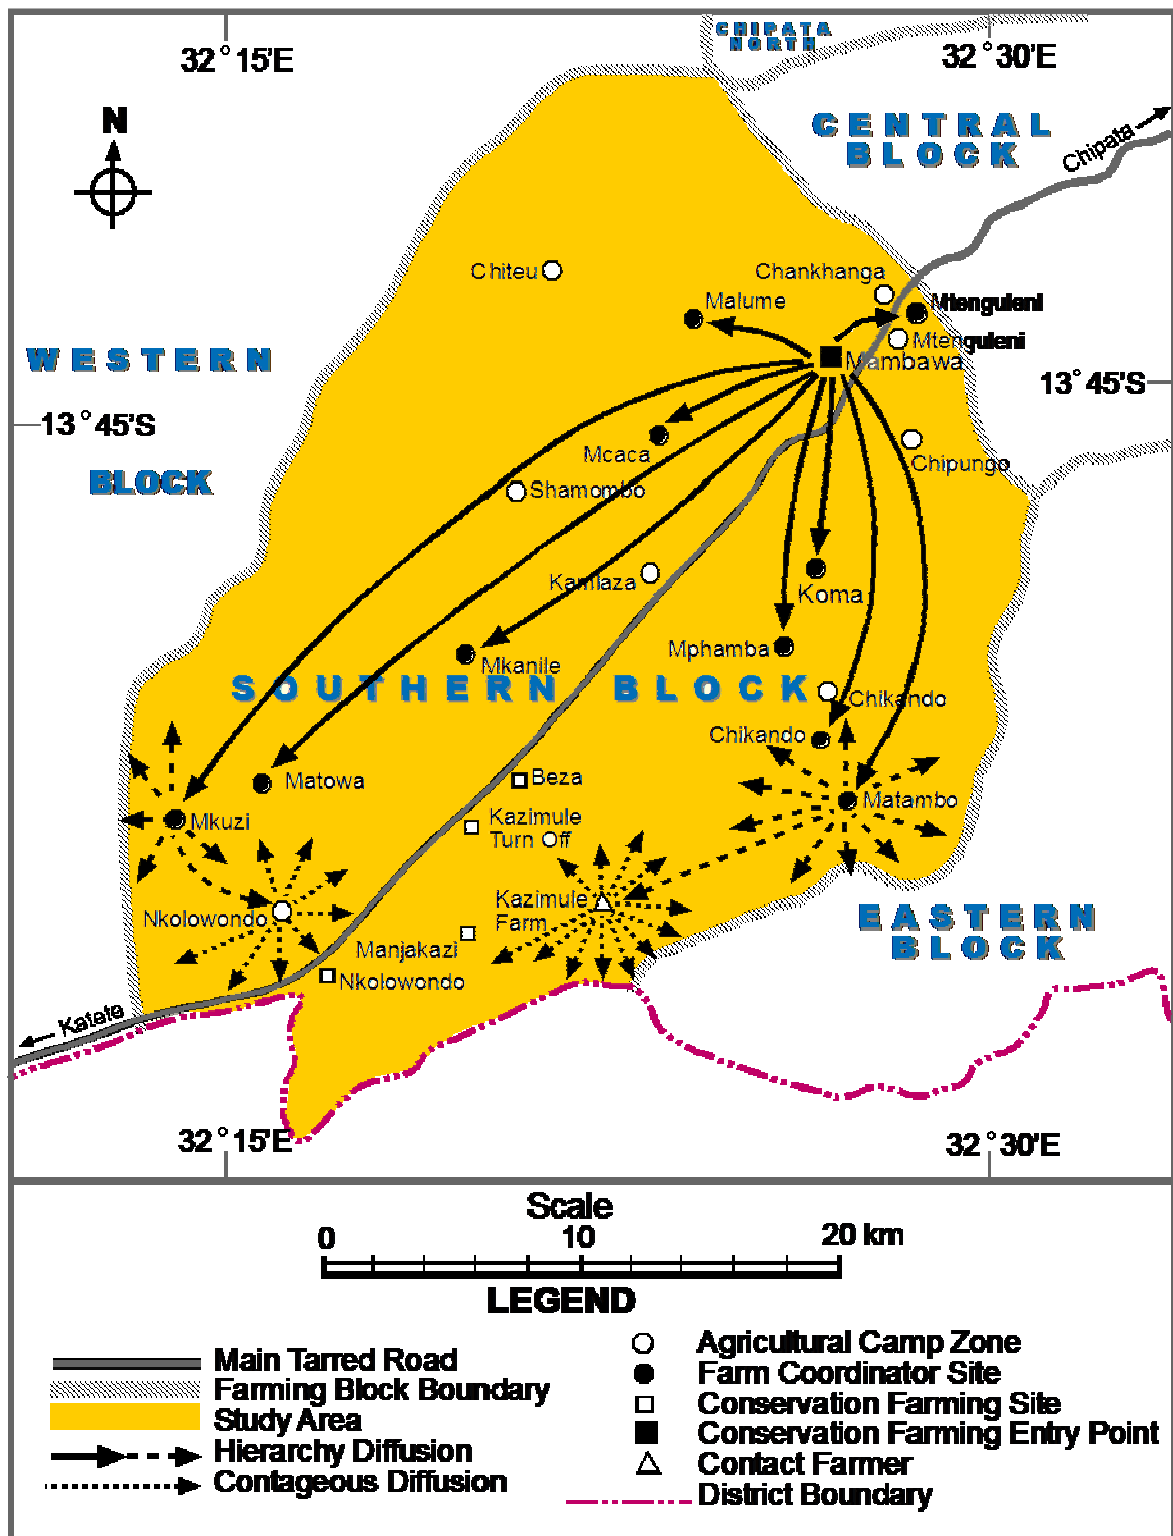 CHIPATA
NORTH
32°15'E
32°30'E
N
CENTRAL
BLOCK
Chipata
Chiteu
Chankhanga
Malume
Mtenguleni
Mtenguleni
Mambawa
WESTERN
BLOCK
13°45'S
13°45'S
Mcaca
Chipungo
Shamombo
Kamlaza
Koma
Mphamba
Mkanile
SOUTHERN BLOCK
Chikando
Chikando
Matowa
Beza
Matambo
Mkuzi
Kazimule
Turn Off
Kazimule
Farm
Nkolowondo
EASTERN
BLOCK
Manjakazi
Nkolowondo
Katete
32°15'E
32°30'E
Scale
0 10 20 km
LEGEND
Main Tarred Road
Farming Block Boundary
Study Area
Hierarchy Diffusion
Contageous Diffusion
Agricultural Camp Zone
Farm Coordinator Site
Conservation Farming Site
Conservation Farming Entry Point
Contact Farmer
District Boundary